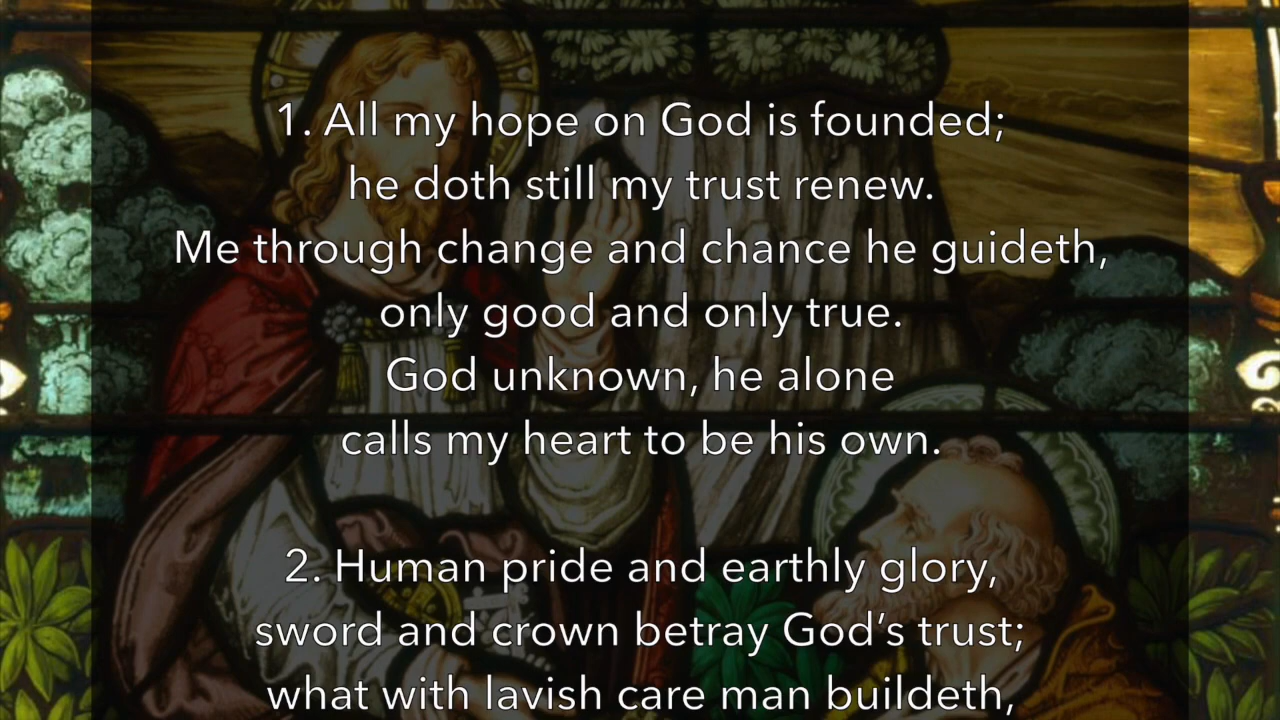 1. All my hope on God is founded;
he doth still my trust renew.
Me through change and chance he guideth,
only good and only true.
God unknown, he alone
calls my heart to be his own.
2. Human pride and earthly glory,
sword and crown betray God’s trust;
what with lavish care man buildeth,